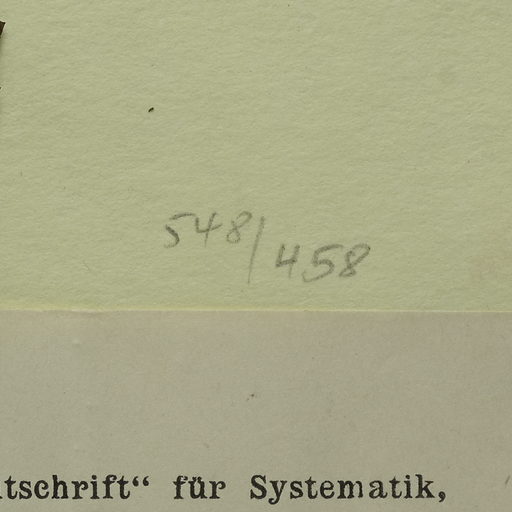 548/458
tschrift“ für Systematik,